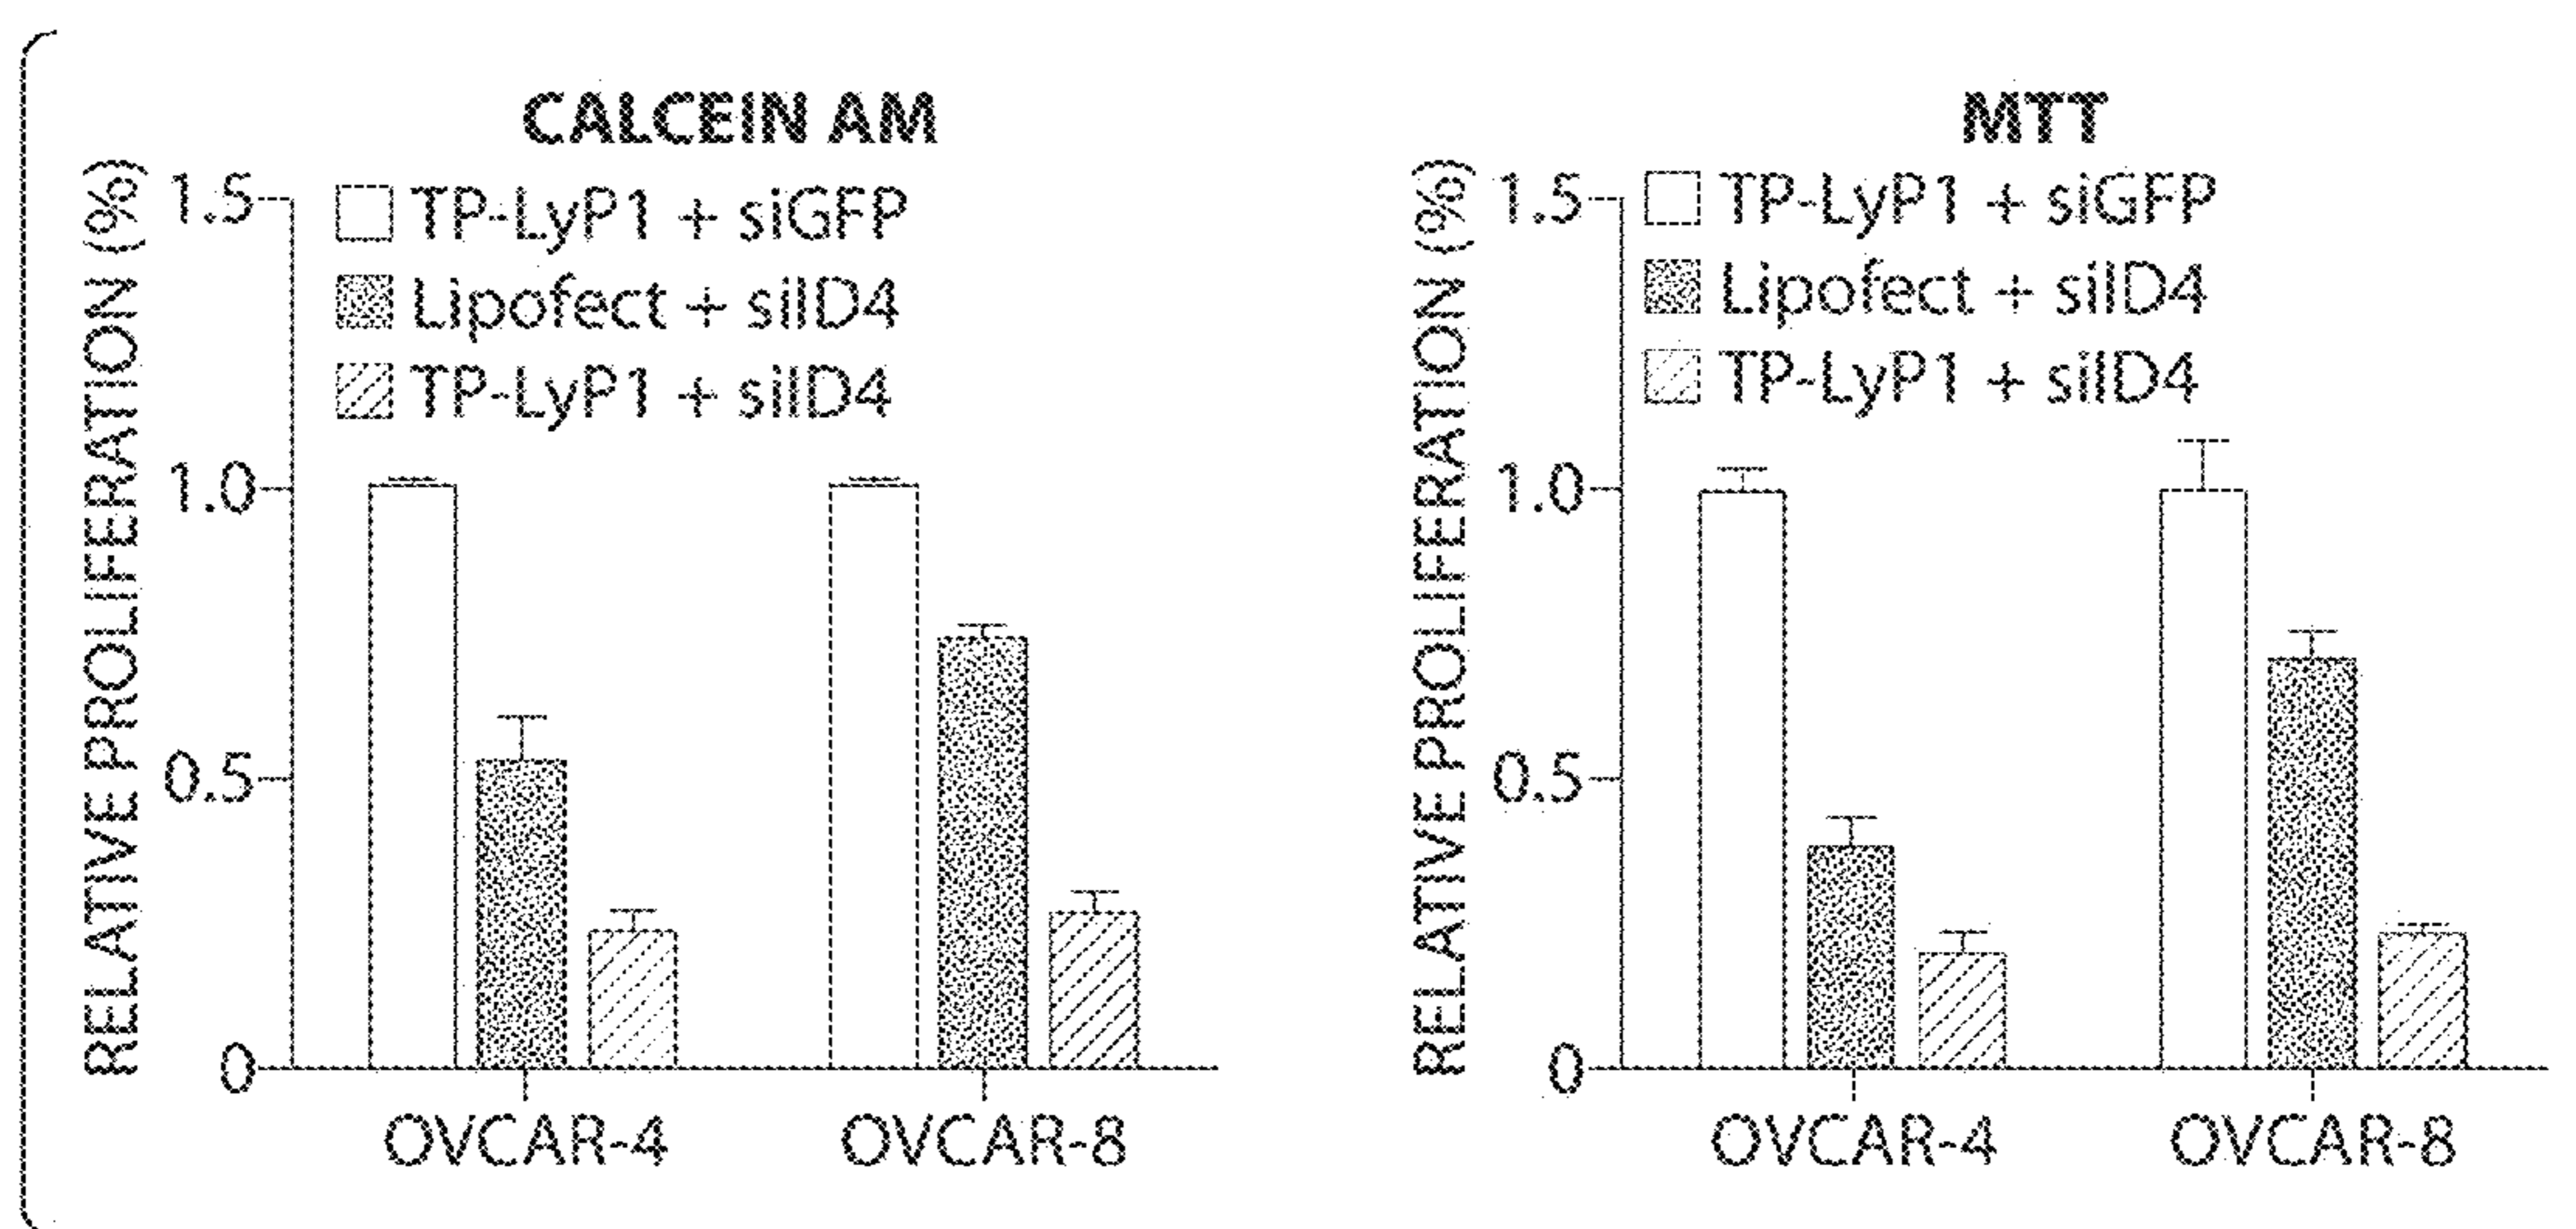 CALCEIN AM
RELATIVE PROLIFERATION (%)
1.5
1.0
0.5
0
TP-LyP1 + siGFP
Lipofect + siID4
TP-LyP1 + siID4
OVCAR-4
OVCAR-8
MTT
RELATIVE PROLIFERATION (%)
1.5
1.0
0.5
0
TP-LyP1 + siGFP
Lipofect + siID4
TP-LyP1 + siID4
OVCAR-4
OVCAR-8